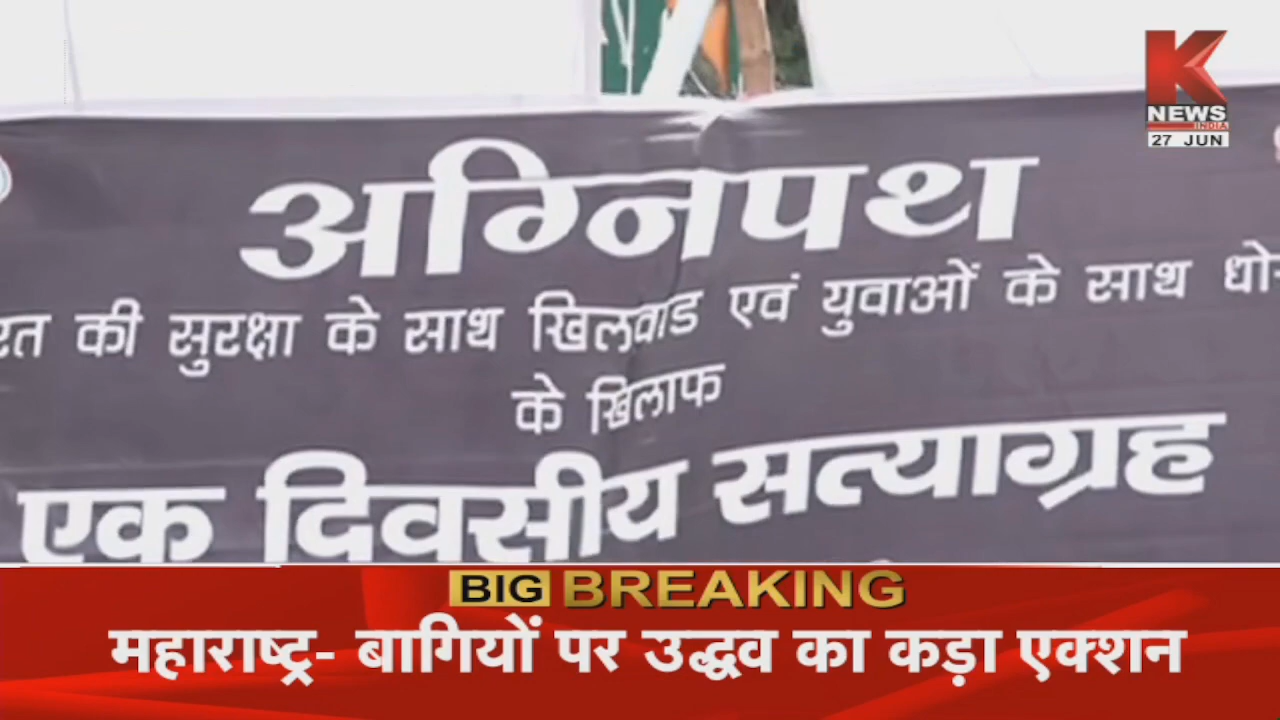 K
NEWS
INDIA
27 JUN
अग्निपथ
की सुरक्षा के साथ खिलवाड एवं युवाओं के साथ
के खिलाफ
एक दिवसीय सत्याग्रह
BIG BREAKING
महाराष्ट्र- बागियों पर उद्धव का कड़ा एक्शन